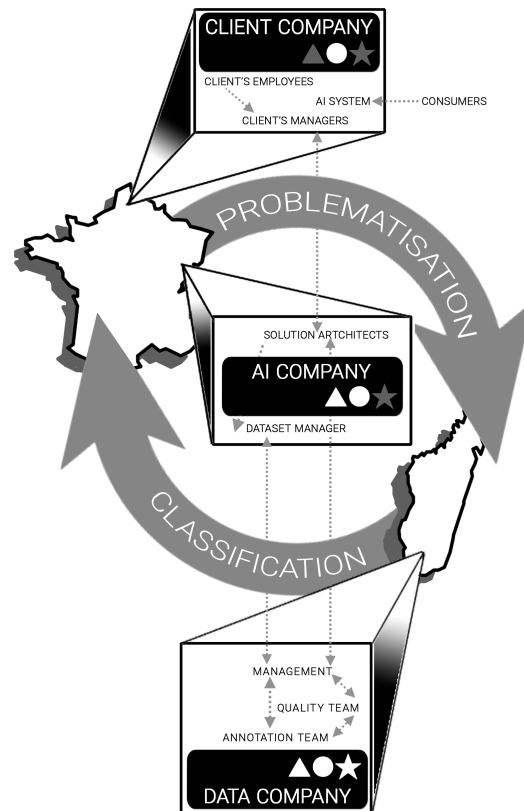 CLIENT COMPANY
CLIENT'S EMPLOYEES
AI SYSTEM
CONSUMERS
CLIENT'S MANAGERS
PROBLEMATISATION
SOLUTION ARTCHITECTS
AI COMPANY
DATASET MANAGER
CLASSIFICATION
MANAGEMENT
QUALITY TEAM
ANNOTATION TEAM
DATA COMPANY